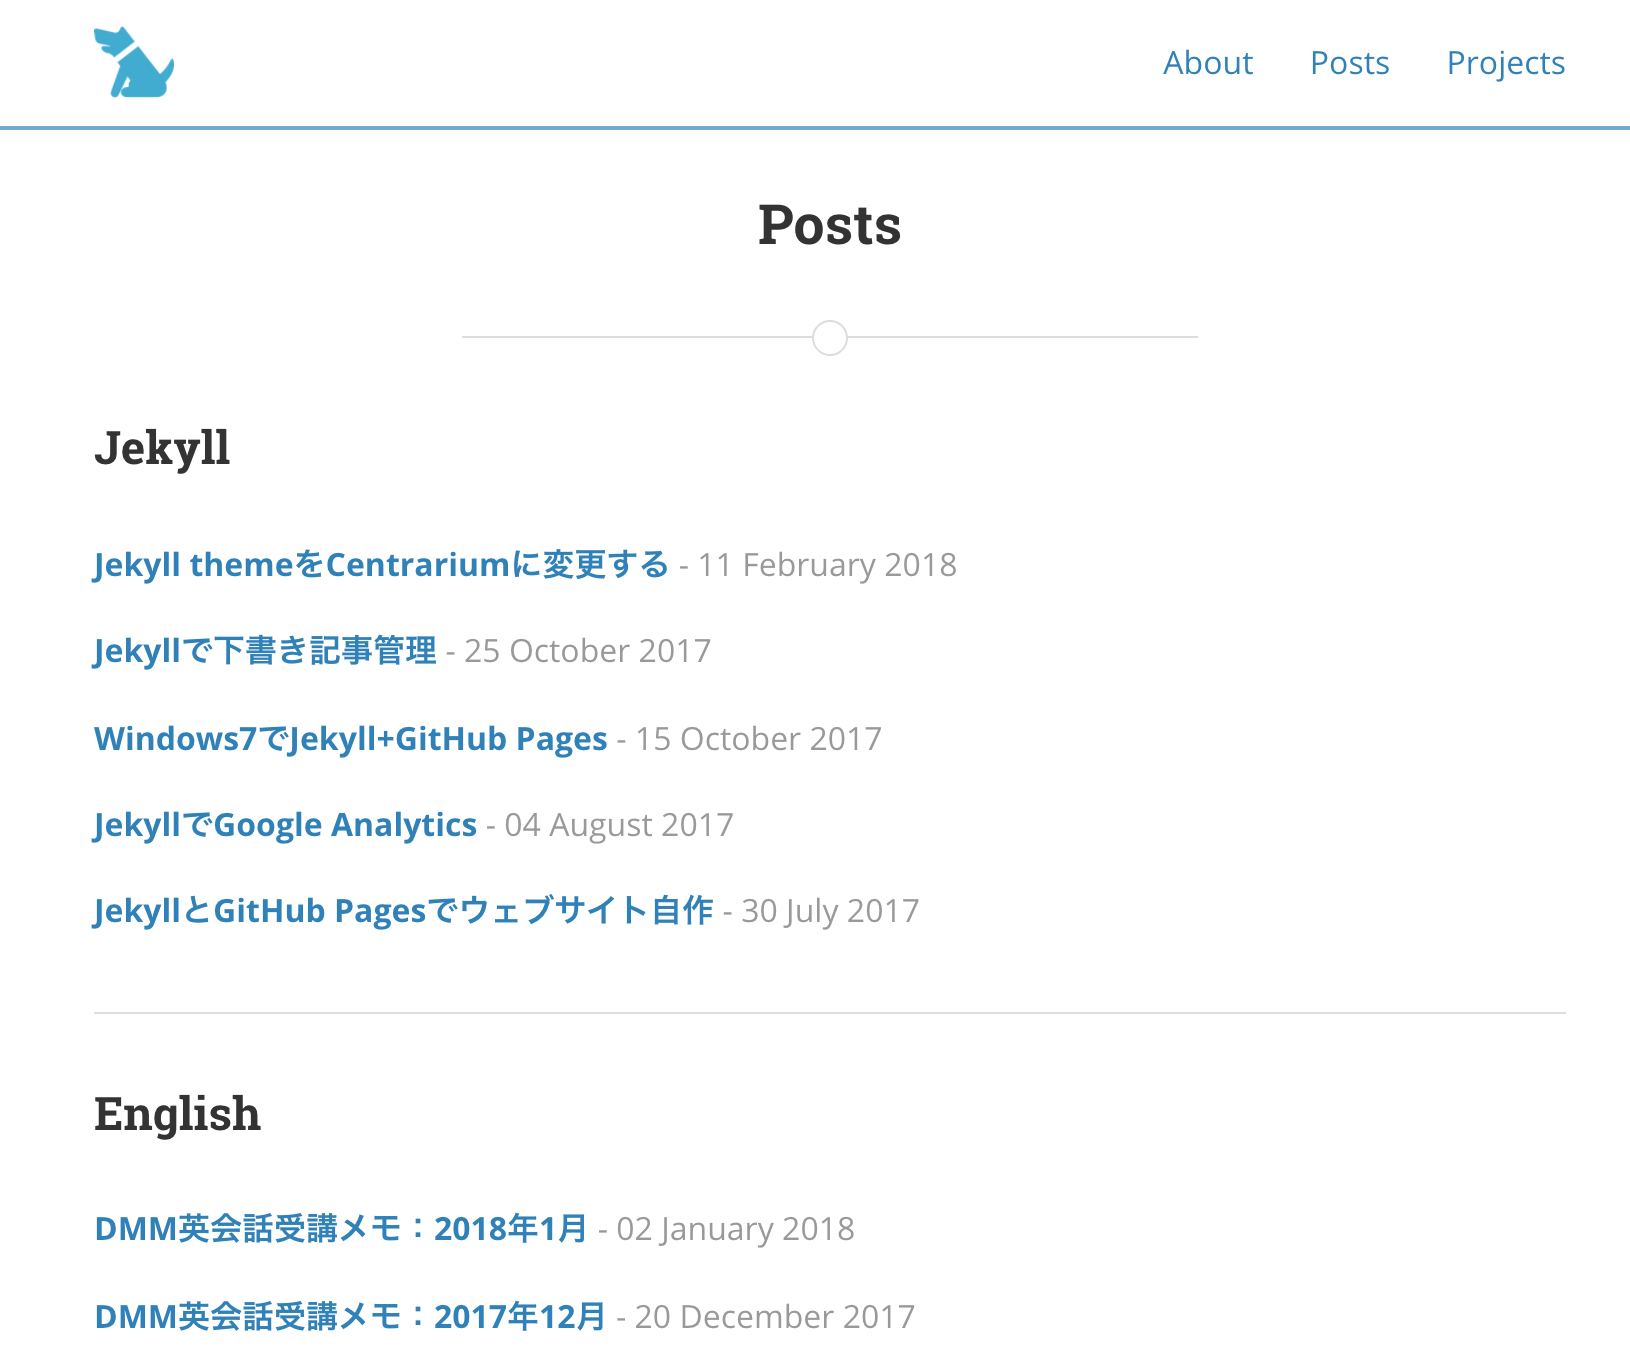 About Posts Projects
Posts
Jekyll
Jekyll themeをCentrariumに変更する - 11 February 2018
Jekyllで下書き記事管理 - 25 October 2017
Windows7でJekyll+GitHub Pages - 15 October 2017
JekyllでGoogle Analytics - 04 August 2017
JekyllとGitHub Pagesでウェブサイト自作 - 30 July 2017
English
DMM英会話受講メモ：2018年1月 - 02 January 2018
DMM英会話受講メモ：2017年12月 - 20 December 2017